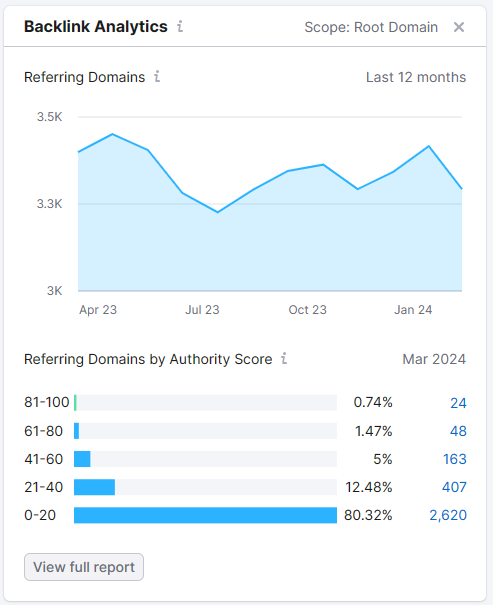 Backlink Analytics i Scope: Root Domain ×
Referring Domains i Last 12 months
3.5K
3.3K
3K
Apr 23 Jul 23 Oct 23 Jan 24
Referring Domains by Authority Score i Mar 2024
81-100 0.74% 24
61-80 1.47% 48
41-60 5% 163
21-40 12.48% 407
0-20 80.32% 2,620
View full report